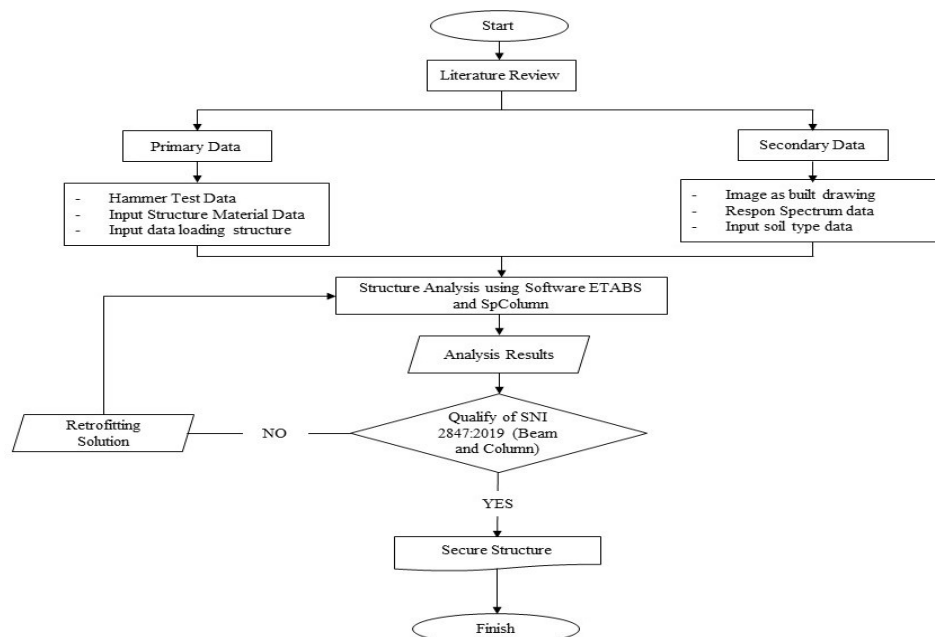 Start
Literature Review
Primary Data
Secondary Data
- Hammer Test Data
- Input Structure Material Data
- Input data loading structure
- Image as built drawing
- Respon Spectrum data
- Input soil type data
Structure Analysis using Software ETABS
and SpColumn
Analysis Results
Qualify of SNI
2847:2019 (Beam
and Column)
NO
Retrofitting
Solution
YES
Secure Structure
Finish